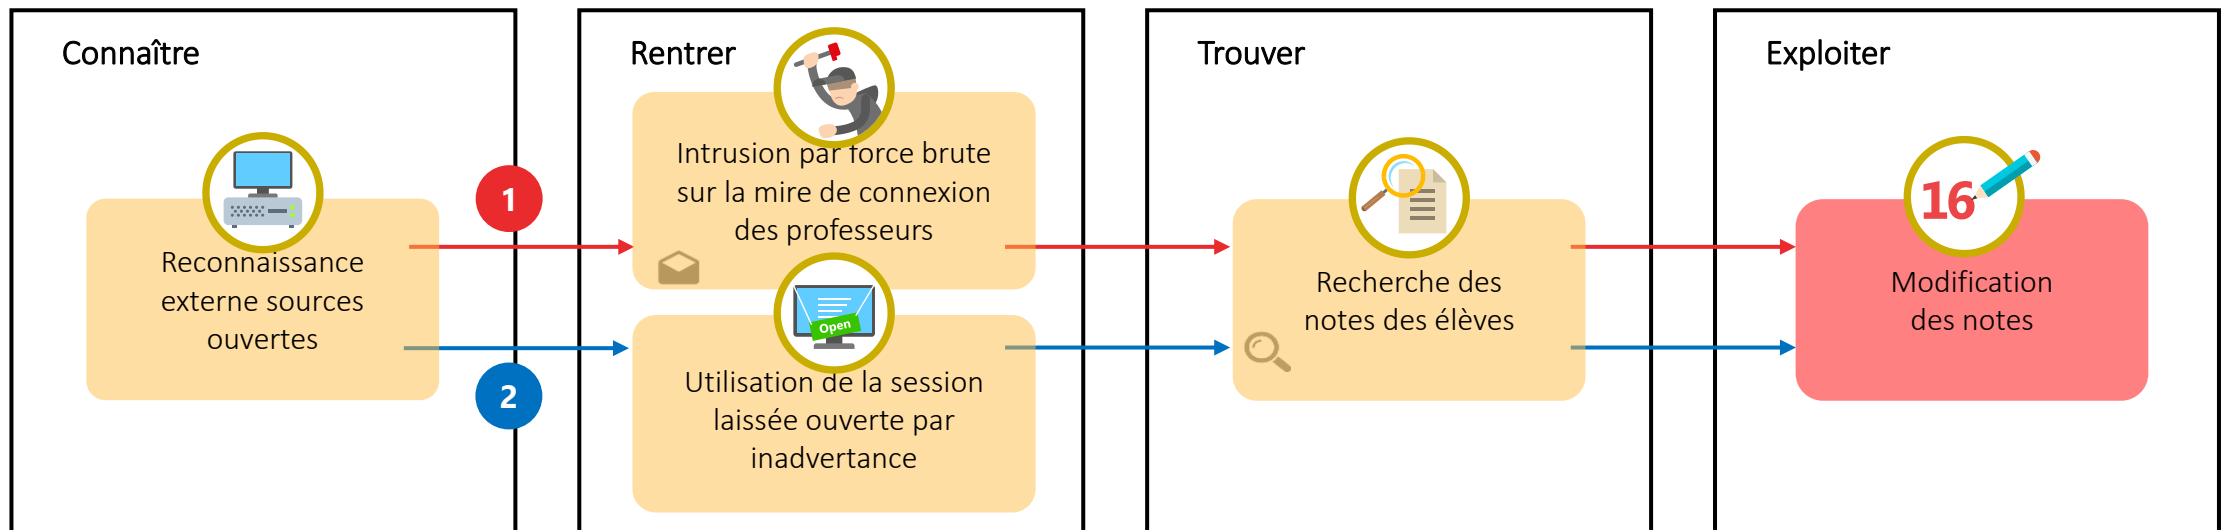 Connaître
Reconnaissance
externe sources
ouvertes
1
2
Rentrer
Intrusion par force brute
sur la mire de connexion
des professeurs
Open
Utilisation de la session
laissée ouverte par
inadvertance
Trouver
Recherche des
notes des élèves
Exploiter
16
Modification
des notes